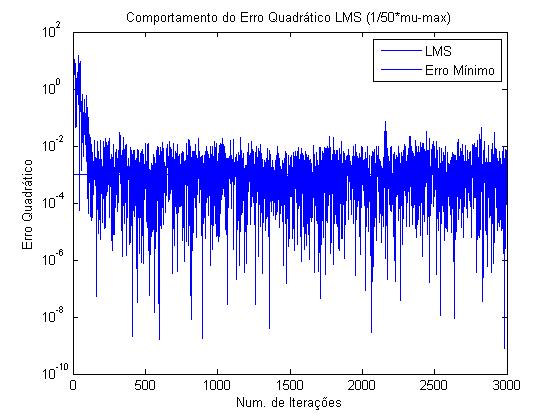 Comportamento do Erro Quadrático LMS (1/50*mu-max)
LMS
Erro Mínimo
10^2
10^0
10^-2
10^-4
10^-6
10^-8
10^-10
Erro Quadrático
0 500 1000 1500 2000 2500 3000
Num. de Iterações